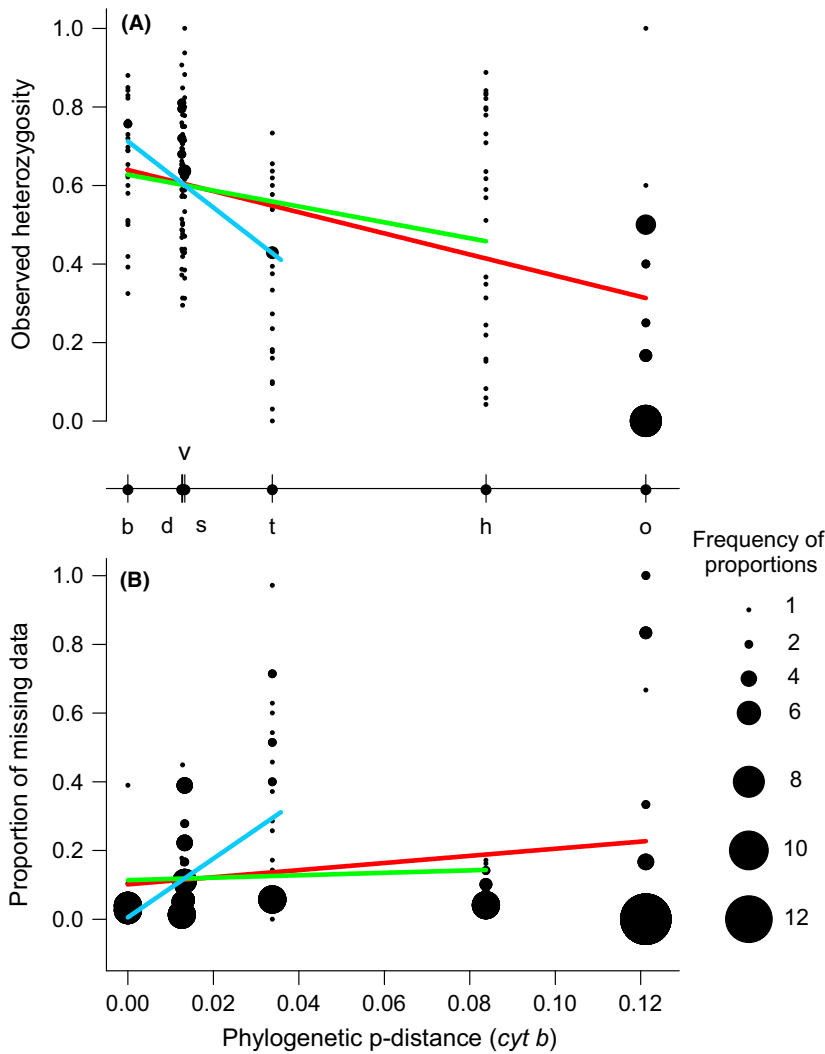 (A)
1.0
0.8
0.6
0.4
0.2
0.0
Observed heterozygosity
v
b d s t h o
(B)
1.0
0.8
0.6
0.4
0.2
0.0
Proportion of missing data
0.00 0.02 0.04 0.06 0.08 0.10 0.12
Phylogenetic p-distance (cyt b)
Frequency of
proportions
1
2
4
6
8
10
12